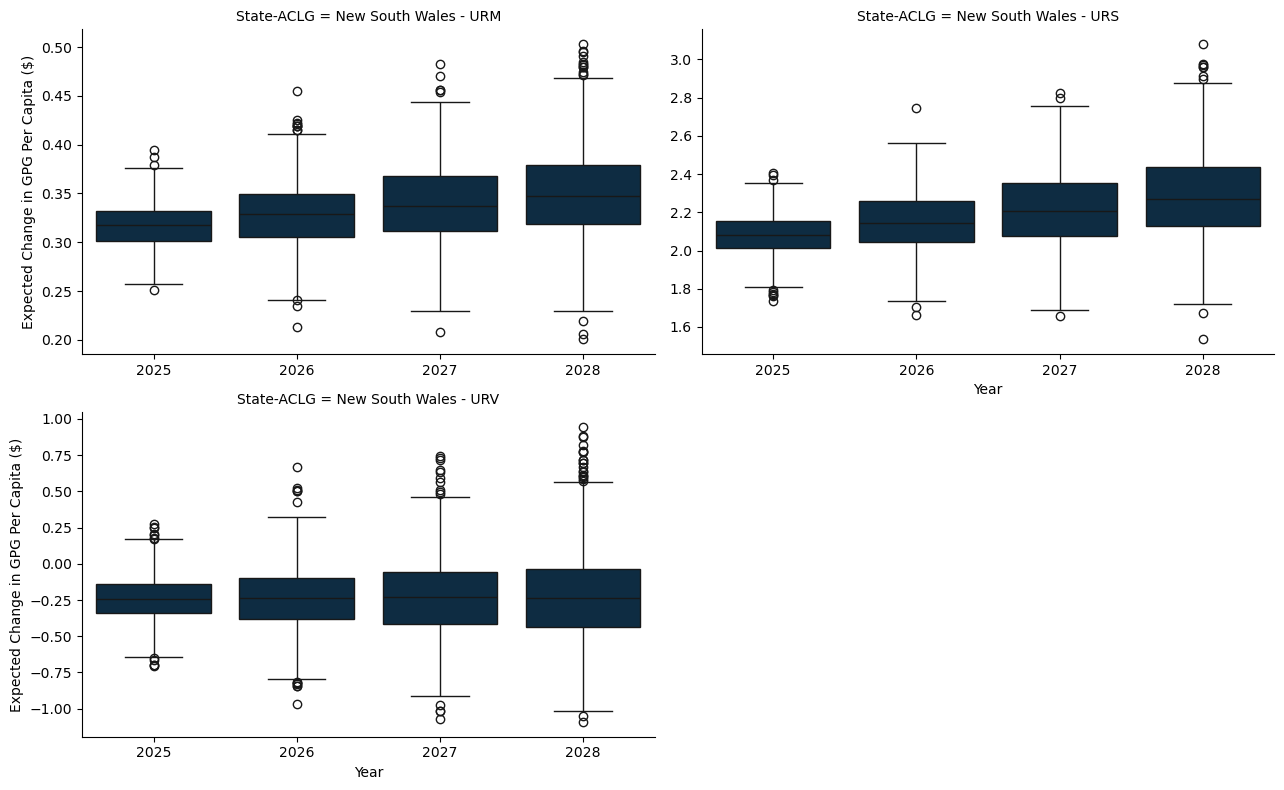 State-ACLG = New South Wales - URM
Expected Change in GPG Per Capita ($)
0.50
0.45
0.40
0.35
0.30
0.25
0.20
2025 2026 2027 2028
State-ACLG = New South Wales - URS
3.0
2.8
2.6
2.4
2.2
2.0
1.8
1.6
2025 2026 2027 2028
Year
State-ACLG = New South Wales - URV
Expected Change in GPG Per Capita ($)
1.00
0.75
0.50
0.25
0.00
−0.25
−0.50
−0.75
−1.00
2025 2026 2027 2028
Year